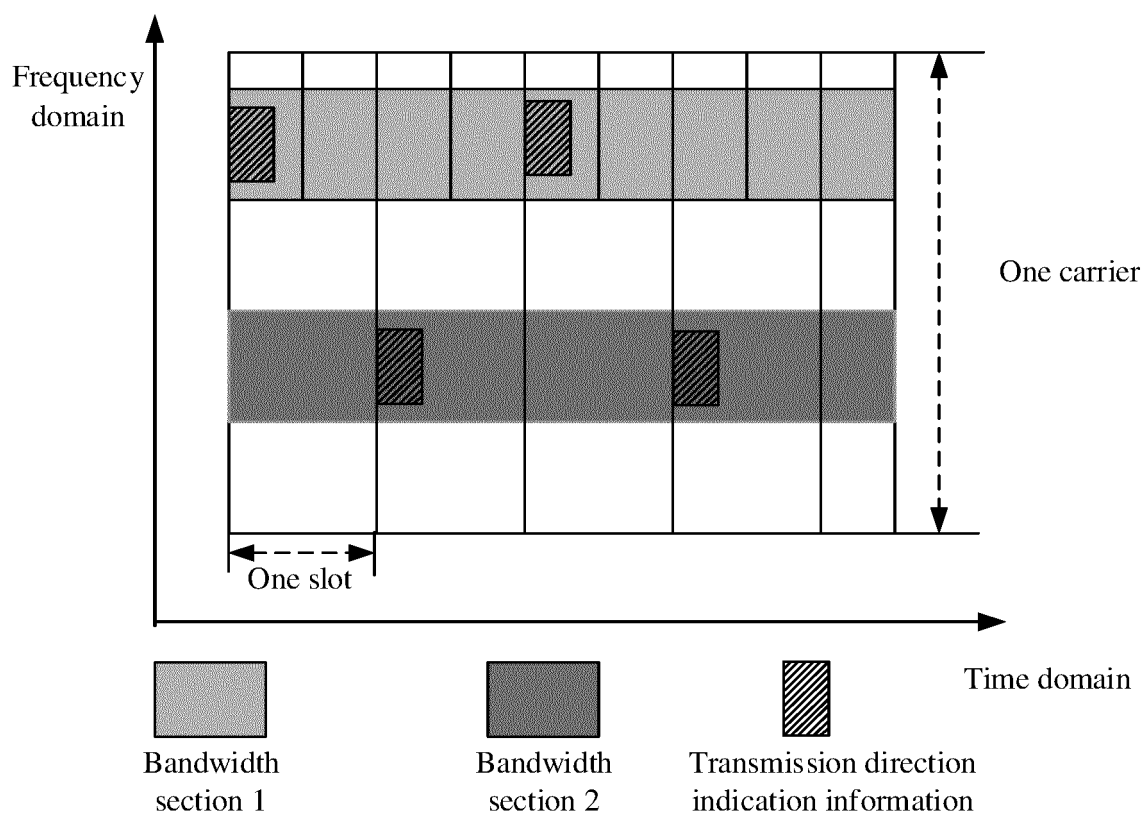 Frequency
domain
One carrier
One slot
Time domain
Bandwidth
section 1
Bandwidth
section 2
Transmission direction
indication information